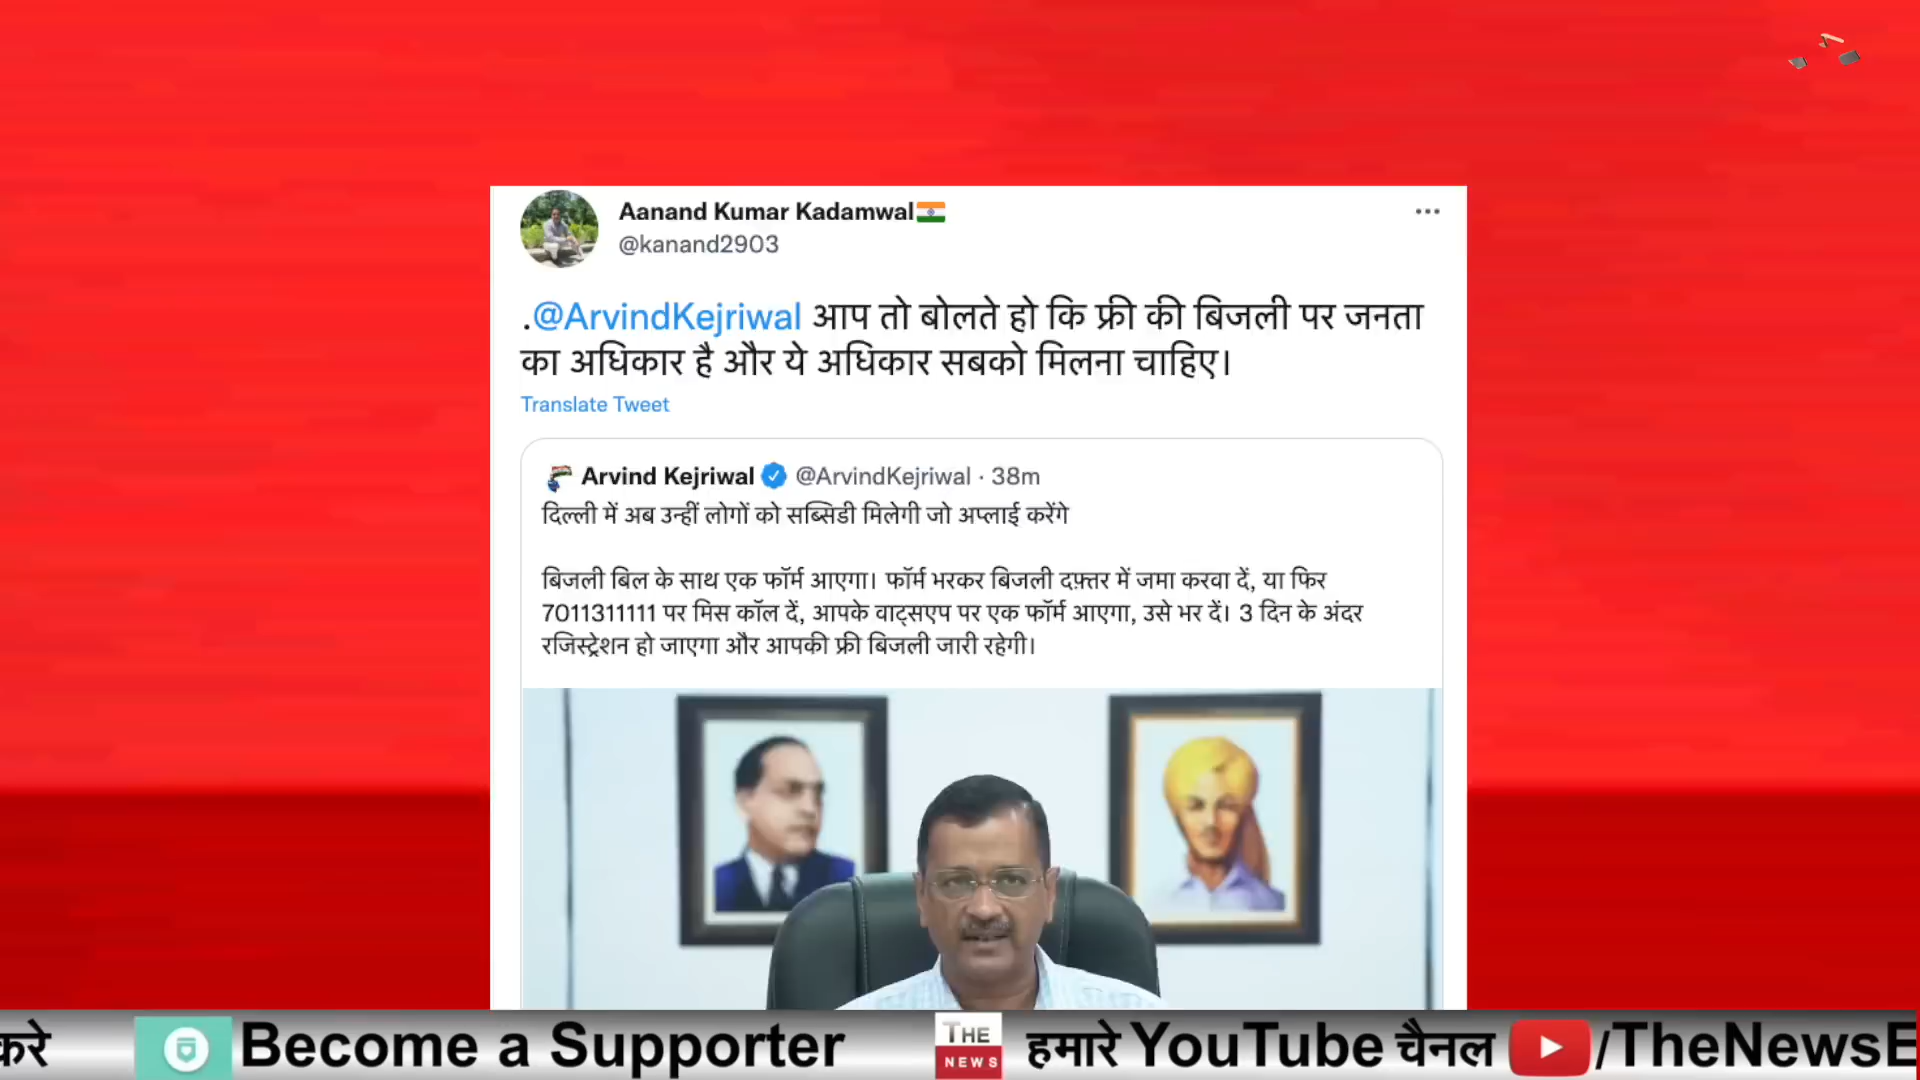 Aanand Kumar Kadamwal
@kanand2903
.@ArvindKejriwal आप तो बोलते हो कि फ्री की बिजली पर जनता
का अधिकार है और ये अधिकार सबको मिलना चाहिए।
Translate Tweet
Arvind Kejriwal @ArvindKejriwal · 38m
दिल्ली में अब उन्हीं लोगों को सब्सिडी मिलेगी जो अप्लाई करेंगे
बिजली बिल के साथ एक फॉर्म आएगा। फॉर्म भरकर बिजली दफ़्तर में जमा करवा दें, या फिर
7011311111 पर मिस कॉल दें, आपके वाट्सएप पर एक फॉर्म आएगा, उसे भर दें। 3 दिन के अंदर
रजिस्ट्रेशन हो जाएगा और आपकी फ्री बिजली जारी रहेगी।
करे Become a Supporter THE NEWS हमारे YouTube चैनल /TheNewsE